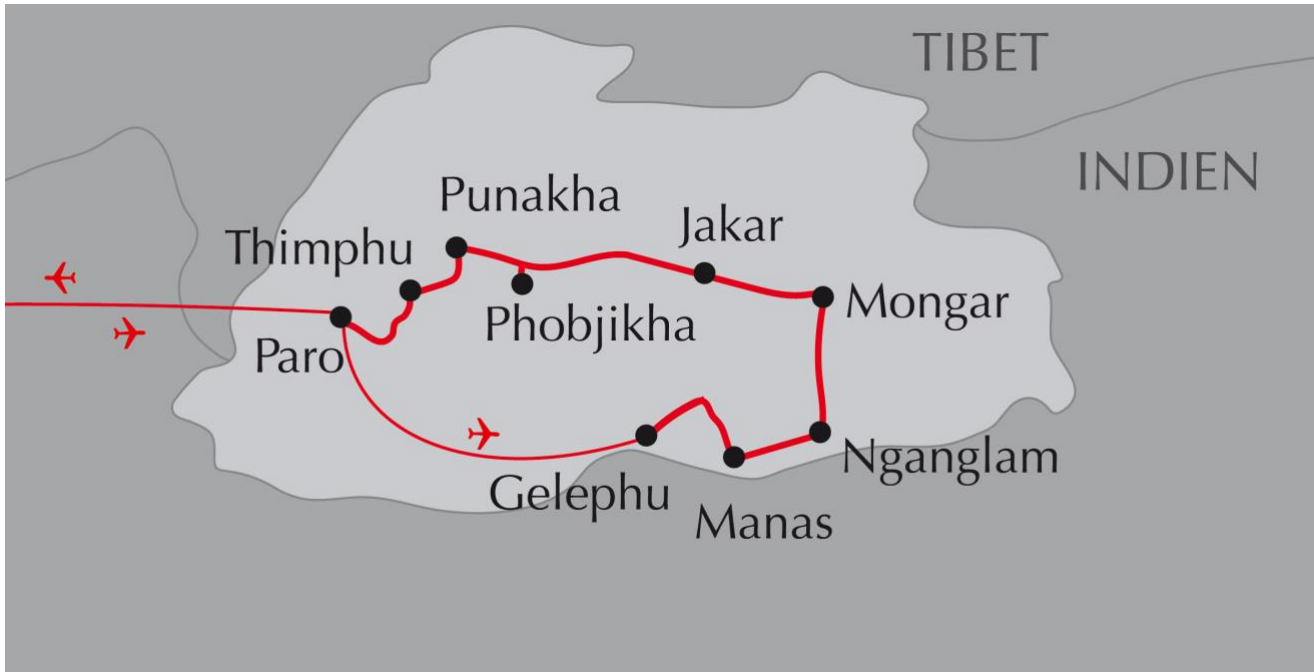 TIBET
INDIEN
Punakha
Jakar
Thimphu
Mongar
Phobjikha
Paro
Nganglam
Gelephu
Manas